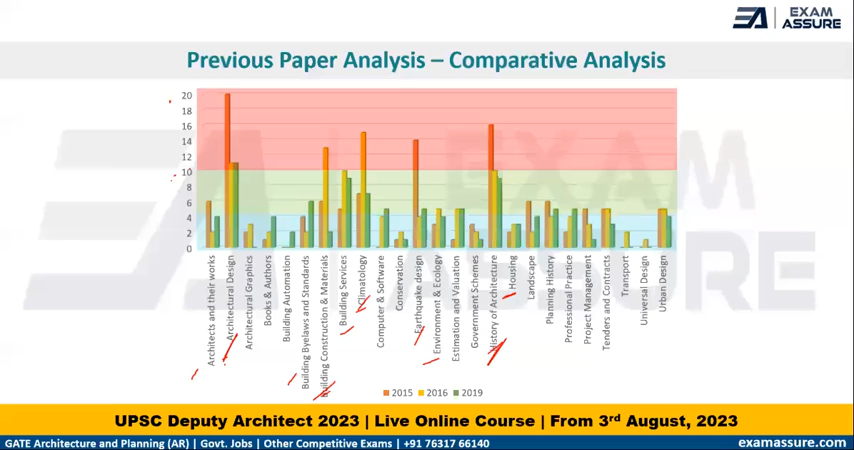 EXAM
ASSURE
Previous Paper Analysis – Comparative Analysis
20
18
16
14
12
10
8
6
4
2
0
Architects and their works
Architectural Design
Architectural Graphics
Books & Authors
Building Automation
Building Byelaws and Standards
Building Construction & Materials
Building Services
Climatology
Computer & Software
Conservation
Earthquake design
Environment & Ecology
Estimation and Valuation
Government Schemes
History of Architecture
Housing
Landscape
Planning History
Professional Practice
Project Management
Tenders and Contracts
Transport
Universal Design
Urban Design
EXAM
ASSURE
2015 2016 2019
UPSC Deputy Architect 2023 | Live Online Course | From 3rd August, 2023
GATE Architecture and Planning (AR) | Govt. Jobs | Other Competitive Exams | +91 76317 66140
examassure.com